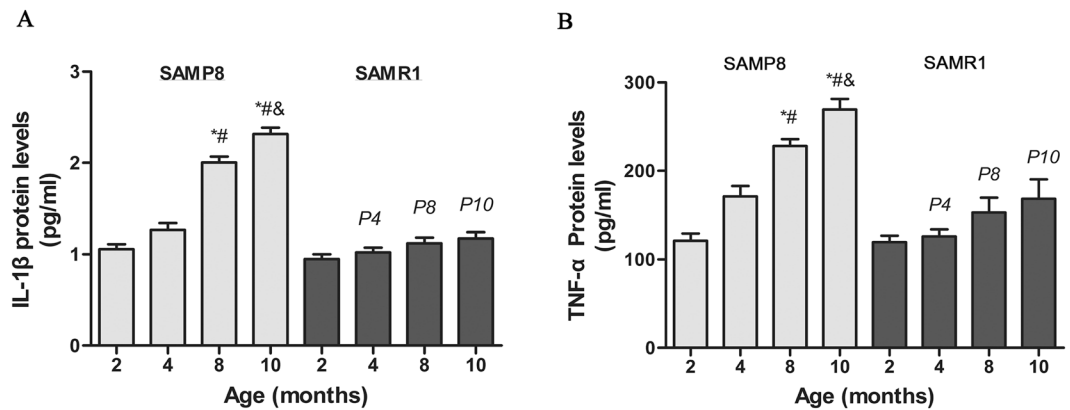 A
SAMP8 SAMR1
IL-1β protein levels
(pg/ml)
3
2
1
0
*#
*#&
P4 P8 P10
2 4 8 10 2 4 8 10
Age (months)
B
SAMP8 SAMR1
TNF-α Protein levels
(pg/ml)
300
200
100
00
*#
*#&
P4
P8
P10
2 4 8 10 2 4 8 10
Age (months)